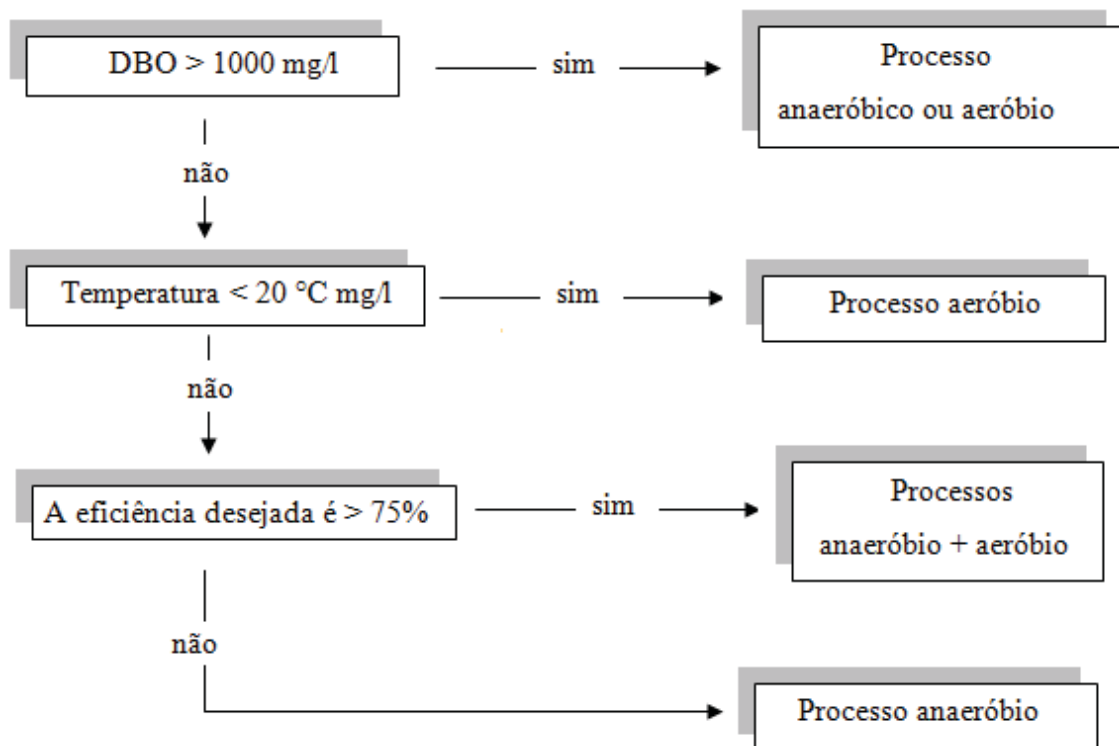 DBO > 1000 mg/l
sim
Processo
anaeróbico ou aeróbio
não
Temperatura < 20 °C mg/l
sim
Processo aeróbio
não
A eficiência desejada é > 75%
sim
Processos
anaeróbio + aeróbio
não
Processo anaeróbio